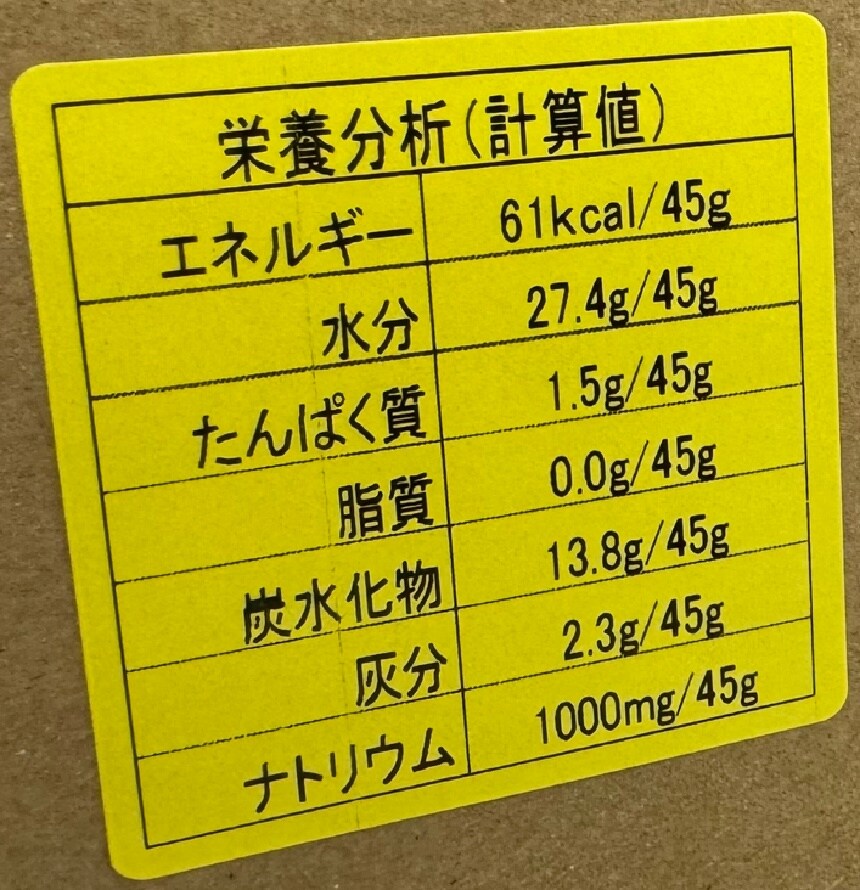 栄養分析(計算値)
エネルギー 61kcal/45g
水分 27.4g/45g
たんぱく質 1.5g/45g
脂質 0.0g/45g
炭水化物 13.8g/45g
灰分 2.3g/45g
ナトリウム 1000mg/45g